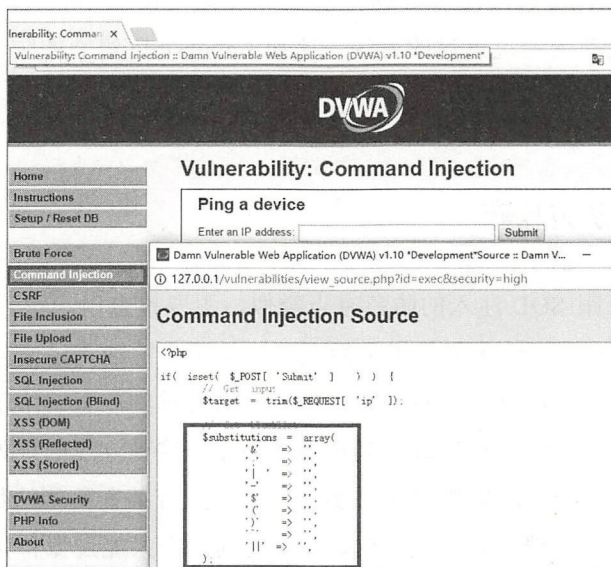 lnerability: Comman
Vulnerability: Command Injection :: Damn Vulnerable Web Application (DVWA) v1.10 *Development*
DVWA
Vulnerability: Command Injection
Home
Instructions
Setup / Reset DB
Brute Force
Command Injection
CSRF
File Inclusion
File Upload
Insecure CAPTCHA
SQL Injection
SQL Injection (Blind)
XSS (DOM)
XSS (Reflected)
XSS (Stored)
DVWA Security
PHP Info
About
Ping a device
Enter an IP address: Submit
Damn Vulnerable Web Application (DVWA) v1.10 *Development*Source :: Damn V...
127.0.0.1/vulnerabilities/view_source.php?id=exec&security=high
Command Injection Source
<?php
if( isset( $_POST[ 'Submit' ] ) ) {
// Get input
$target = trim($_REQUEST[ 'ip' ]);
$substitutions = array(
'&' => '',
';' => '',
'| ' => '',
'-' => '',
'$' => '',
'(' => '',
')' => '',
'`' => '',
'||' => '',
);